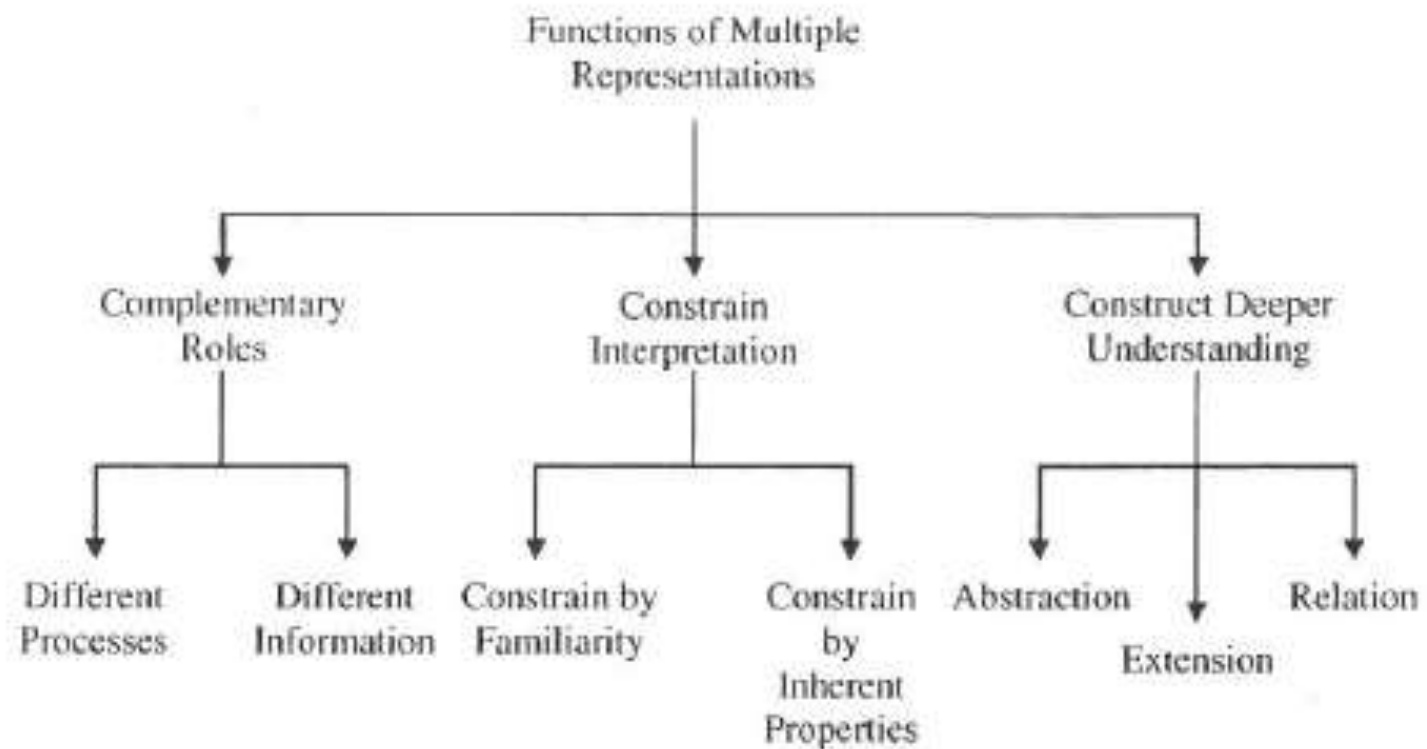 Functions of Multiple
Representations
Complementary
Roles
Constrain
Interpretation
Construct Deeper
Understanding
Different
Processes
Different
Information
Constrain by
Familiarity
Constrain
by
Inherent
Properties
Abstraction
Extension
Relation